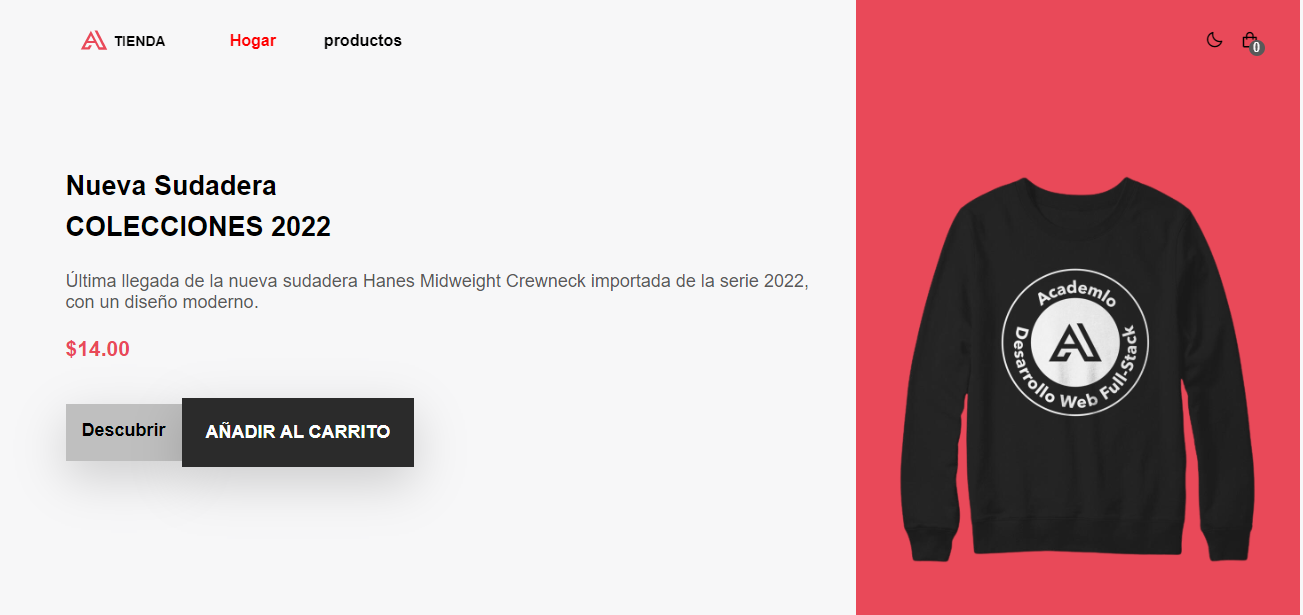 TIENDA
Hogar
productos
0
Nueva Sudadera
COLECCIONES 2022
Última llegada de la nueva sudadera Hanes Midweight Crewneck importada de la serie 2022,
con un diseño moderno.
$14.00
Descubrir
AÑADIR AL CARRITO
Academlo
Desarrollo Web Full-Stack